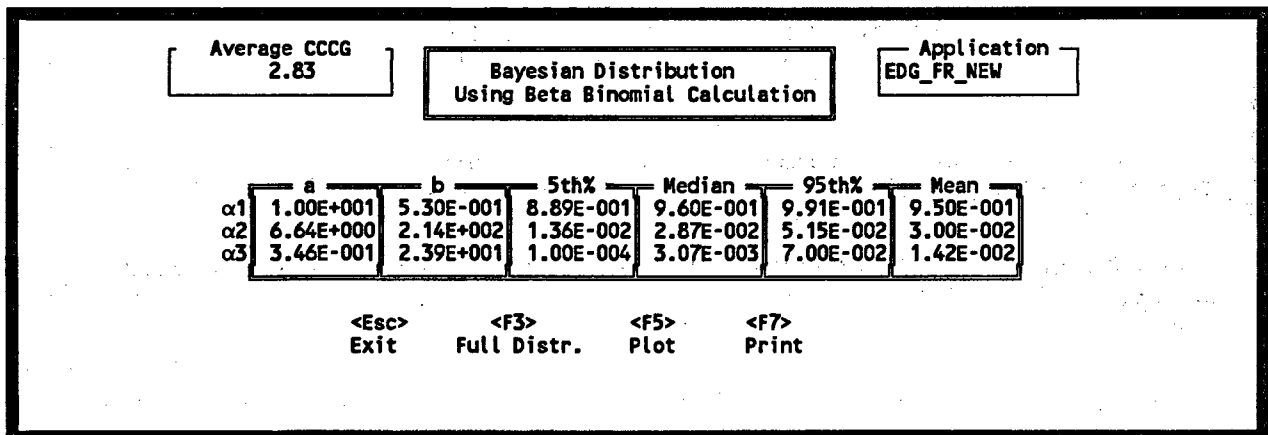 Average CCCG
2.83
Bayesian Distribution
Using Beta Binomial Calculation
Application
EDG_FR_NEW
a b 5th% Median 95th% Mean
α1 1.00E+001 5.30E-001 8.89E-001 9.60E-001 9.91E-001 9.50E-001
α2 6.64E+000 2.14E+002 1.36E-002 2.87E-002 5.15E-002 3.00E-002
α3 3.46E-001 2.39E+001 1.00E-004 3.07E-003 7.00E-002 1.42E-002
<Esc> <F3> <F5> <F7>
Exit Full Distr. Plot Print